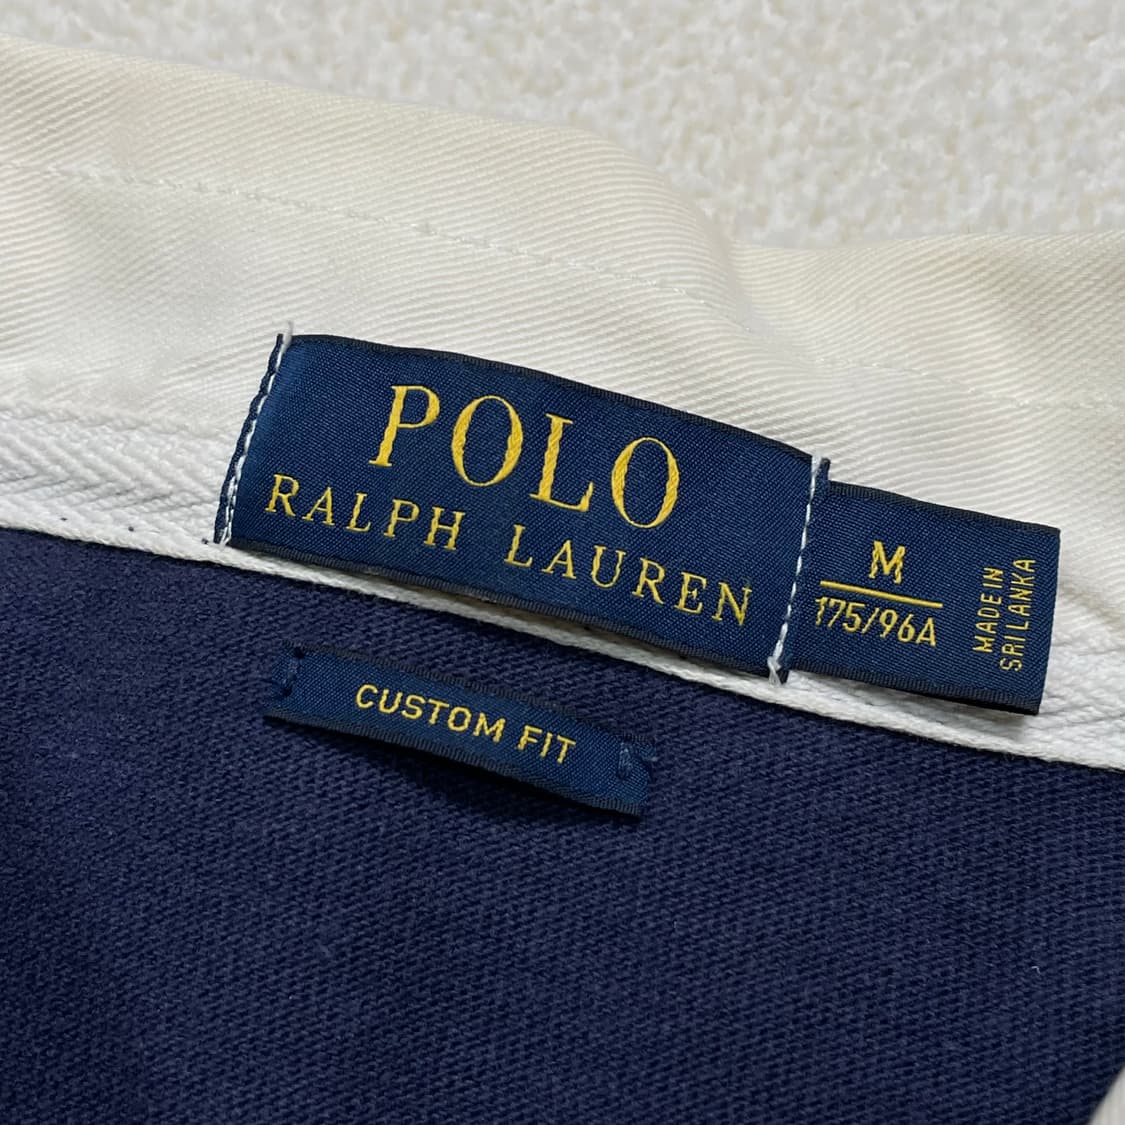 POLO
RALPH LAUREN
M
175/96A
MADE IN
SRI LANKA
CUSTOM FIT